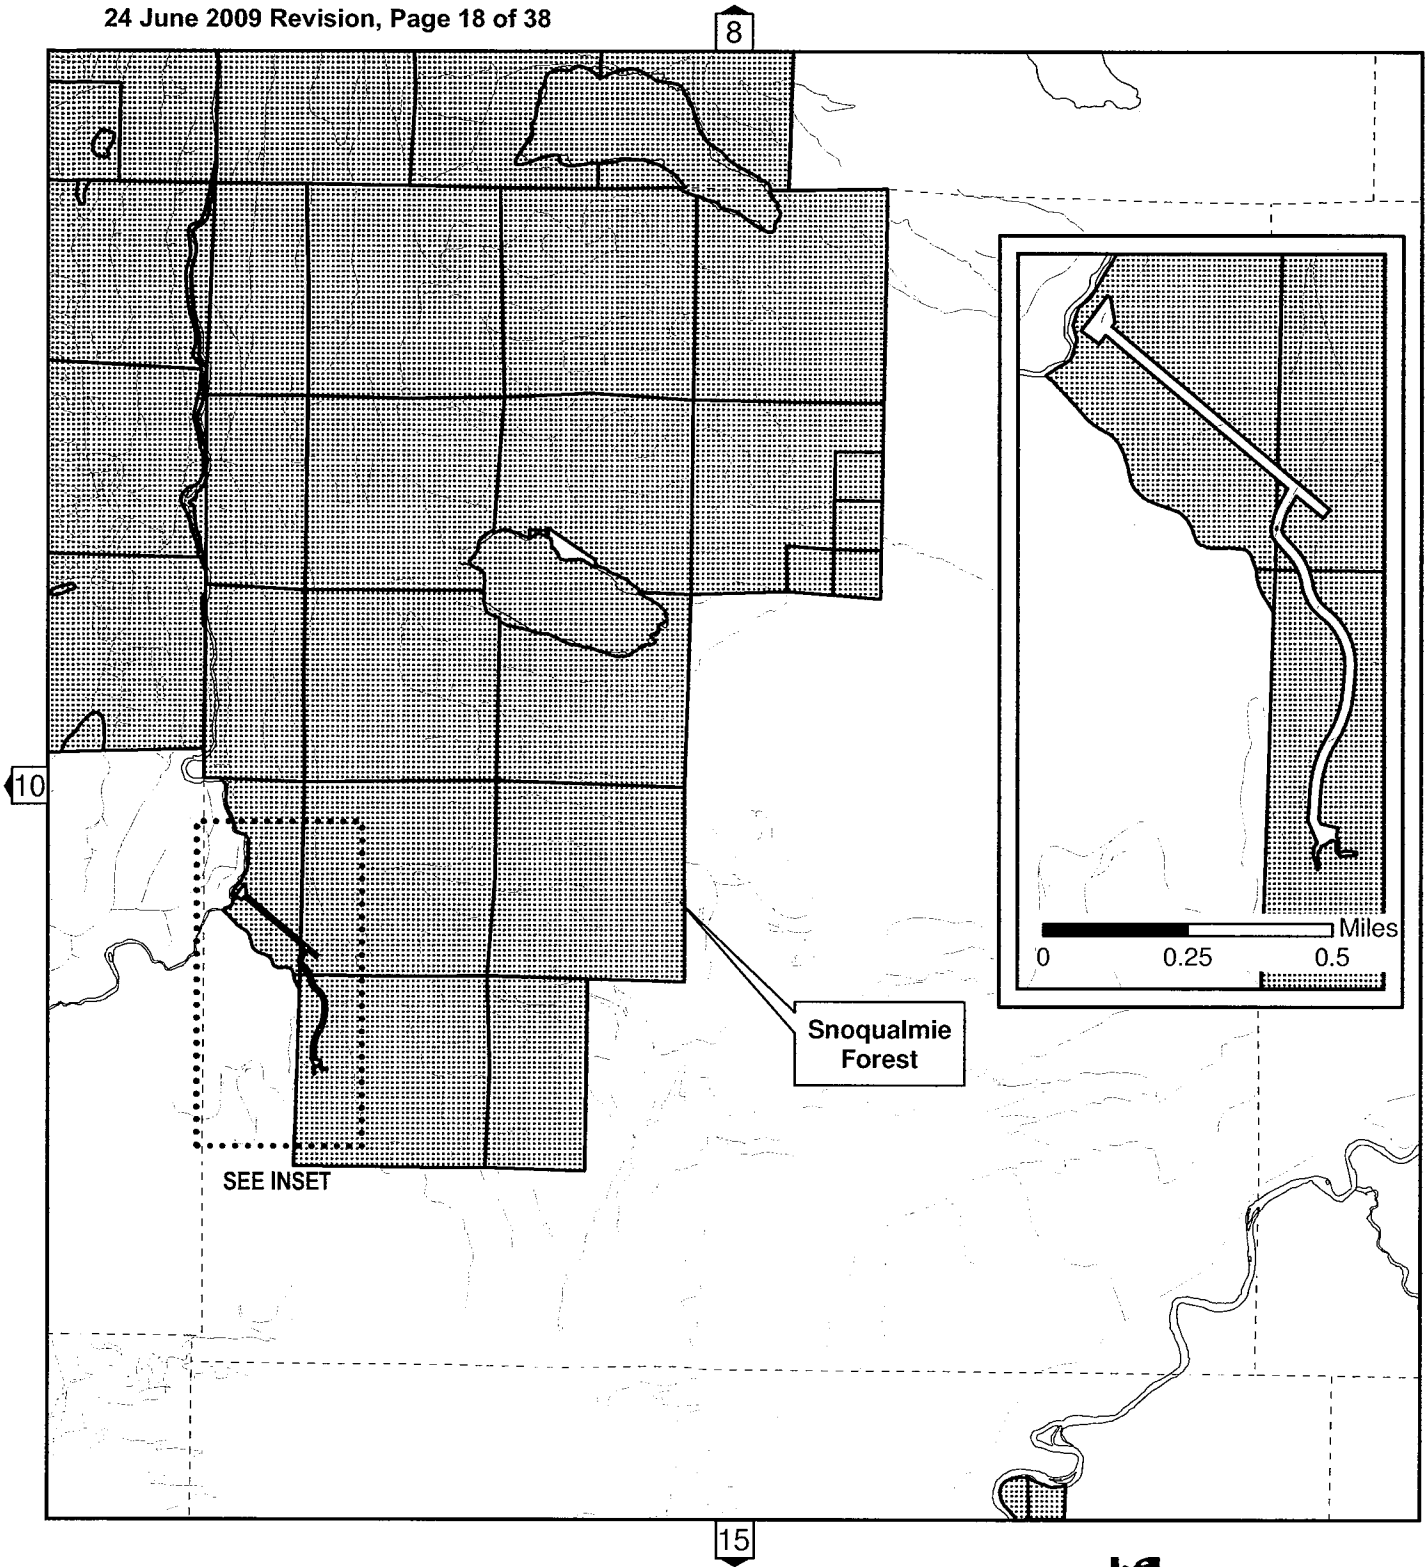 24 June 2009 Revision, Page 18 of 38
8
10
Miles
0 0.25 0.5
Snoqualmie
Forest
SEE INSET
15